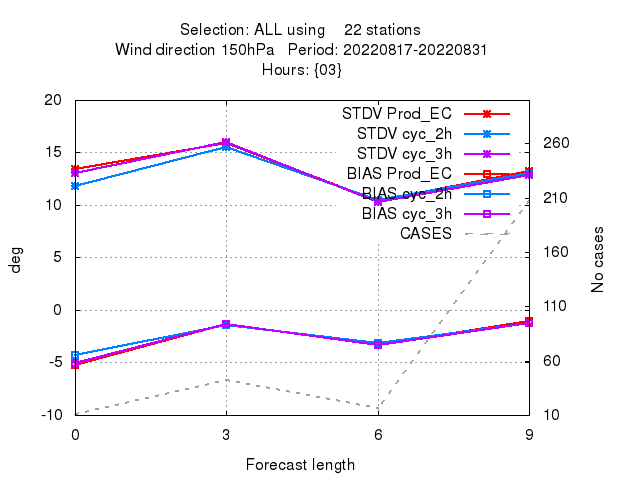 Selection: ALL using    22 stations
Wind direction 150hPa   Period: 20220817-20220831
Hours: {03}
STDV Prod_EC
STDV cyc_2h
STDV cyc_3h
BIAS Prod_EC
BIAS cyc_2h
BIAS cyc_3h
CASES
20
15
10
5
0
-5
-10
deg
260
210
160
110
60
10
No cases
0 3 6 9
Forecast length